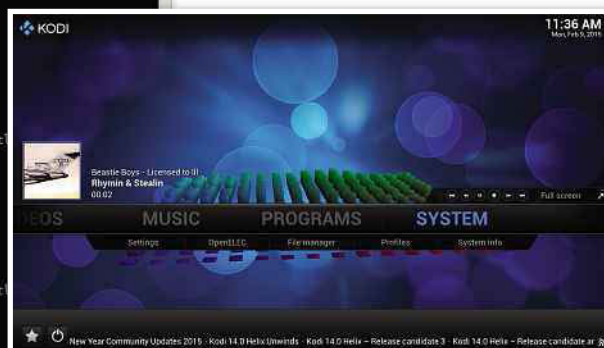 KODI
11:36 AM
Mon, Feb 9, 2015
Beastie Boys - Licensed to Ill
Rhymin & Stealin
00:02
Full screen
EOS MUSIC PROGRAMS SYSTEM
Settings OpenELEC File manager Profiles System info
New Year Community Updates 2015 - Kodi 14.0 Helix Unwinds - Kodi 14.0 Helix – Release candidate 3 - Kodi 14.0 Helix – Release candidate